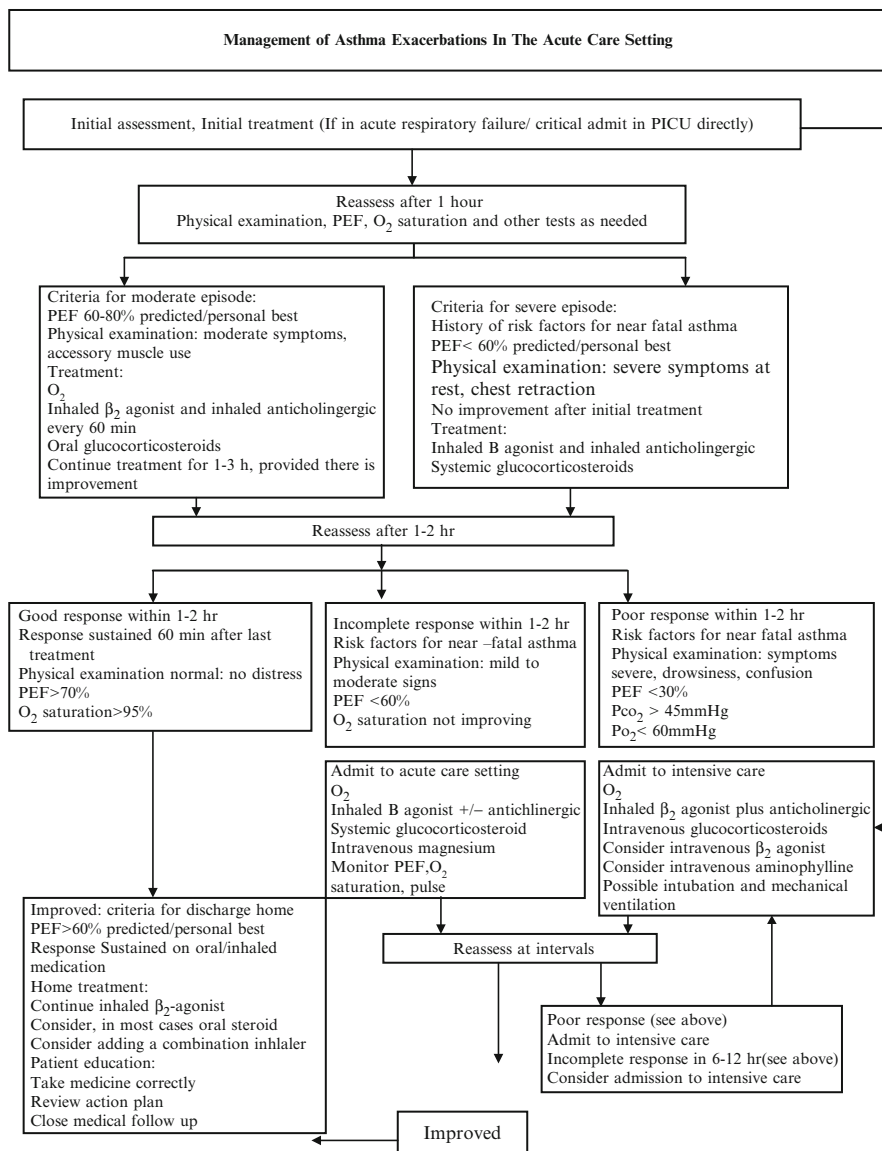 Management of Asthma Exacerbations In The Acute Care Setting
Initial assessment, Initial treatment (If in acute respiratory failure/ critical admit in PICU directly)
Reassess after 1 hour
Physical examination, PEF, O2 saturation and other tests as needed
Criteria for moderate episode:
PEF 60-80% predicted/personal best
Physical examination: moderate symptoms,
accessory muscle use
Treatment:
O2
Inhaled β2 agonist and inhaled anticholingergic
every 60 min
Oral glucocorticosteroids
Continue treatment for 1-3 h, provided there is
improvement
Criteria for severe episode:
History of risk factors for near fatal asthma
PEF< 60% predicted/personal best
Physical examination: severe symptoms at
rest, chest retraction
No improvement after initial treatment
Treatment:
Inhaled B agonist and inhaled anticholingergic
Systemic glucocorticosteroids
Reassess after 1-2 hr
Good response within 1-2 hr
Response sustained 60 min after last
treatment
Physical examination normal: no distress
PEF>70%
O2 saturation>95%
Incomplete response within 1-2 hr
Risk factors for near –fatal asthma
Physical examination: mild to
moderate signs
PEF <60%
O2 saturation not improving
Poor response within 1-2 hr
Risk factors for near fatal asthma
Physical examination: symptoms
severe, drowsiness, confusion
PEF <30%
Pco2 > 45mmHg
Po2< 60mmHg
Admit to acute care setting
O2
Inhaled B agonist +/– antichlinergic
Systemic glucocorticosteroid
Intravenous magnesium
Monitor PEF,O2
saturation, pulse
Admit to intensive care
O2
Inhaled β2 agonist plus anticholinergic
Intravenous glucocorticosteroids
Consider intravenous β2 agonist
Consider intravenous aminophylline
Possible intubation and mechanical
ventilation
Improved: criteria for discharge home
PEF>60% predicted/personal best
Response Sustained on oral/inhaled
medication
Home treatment:
Continue inhaled β2-agonist
Consider, in most cases oral steroid
Consider adding a combination inhlaler
Patient education:
Take medicine correctly
Review action plan
Close medical follow up
Reassess at intervals
Poor response (see above)
Admit to intensive care
Incomplete response in 6-12 hr(see above)
Consider admission to intensive care
Improved